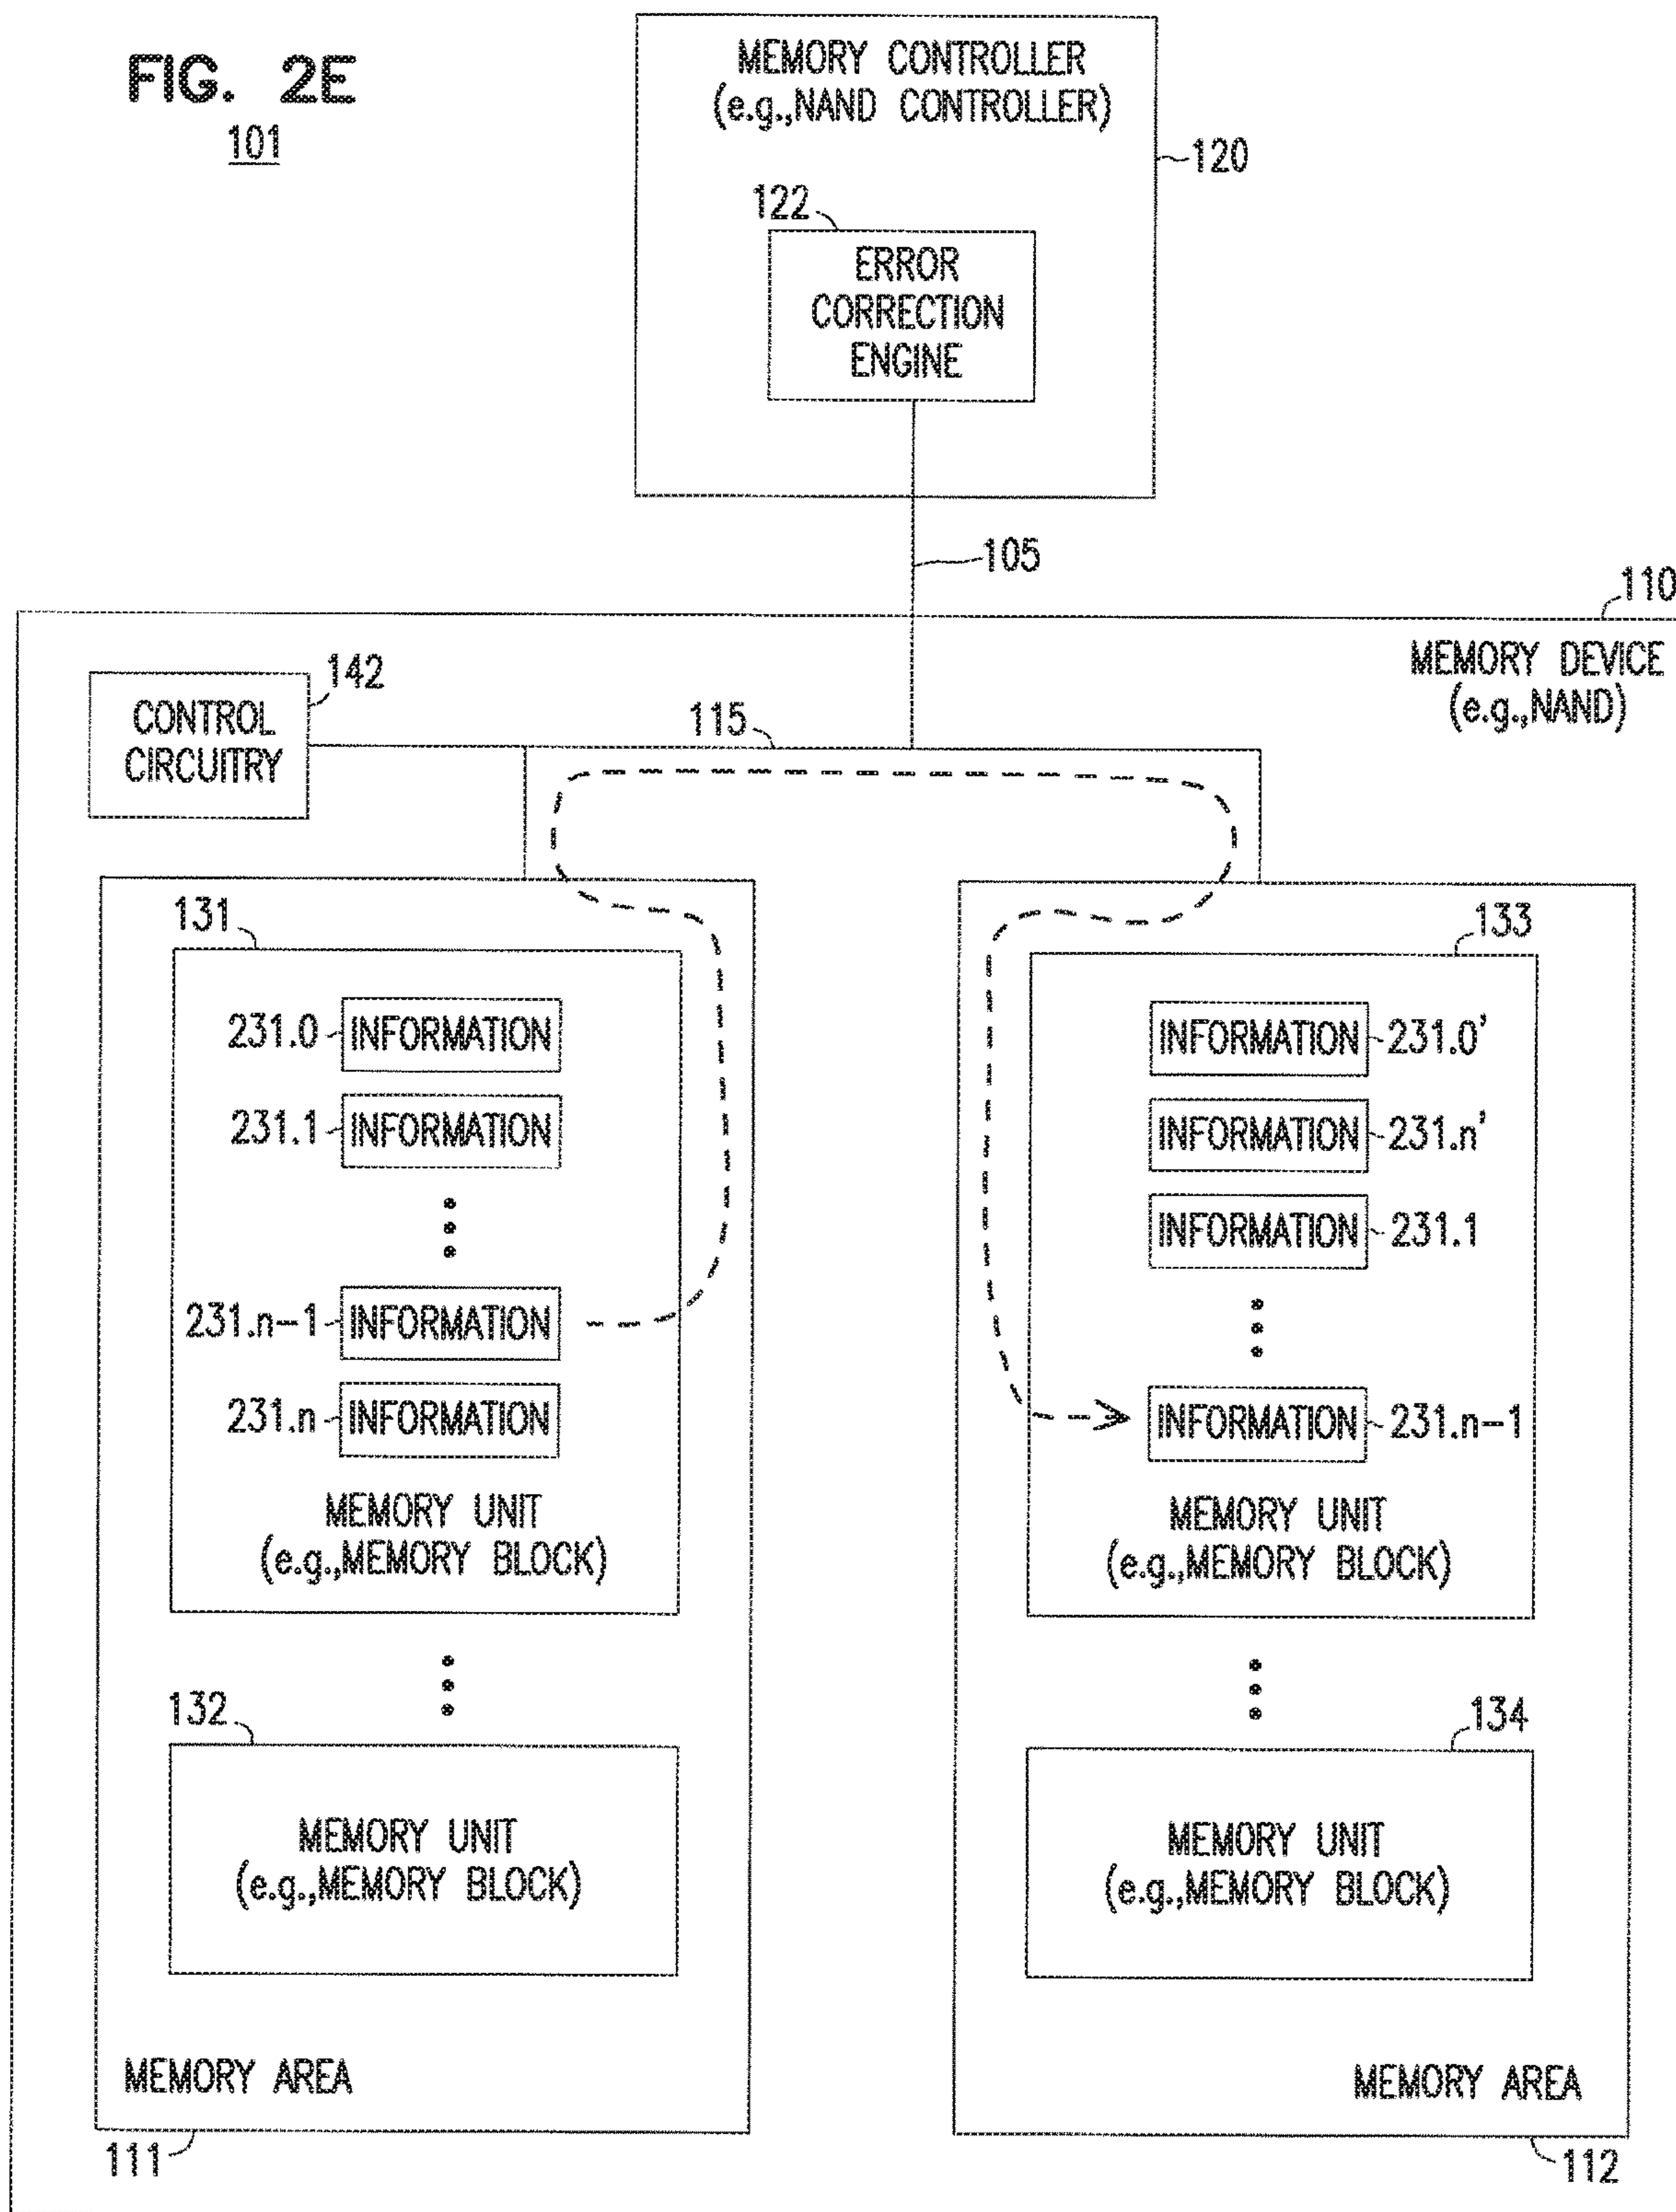 FIG. 2E
101
MEMORY CONTROLLER
(e.g.,NAND CONTROLLER)
120
122
ERROR
CORRECTION
ENGINE
105
110
MEMORY DEVICE
(e.g.,NAND)
142
CONTROL
CIRCUITRY
115
131
231.0 INFORMATION
231.1 INFORMATION
231.n-1 INFORMATION
231.n INFORMATION
MEMORY UNIT
(e.g.,MEMORY BLOCK)
132
MEMORY UNIT
(e.g.,MEMORY BLOCK)
MEMORY AREA
111
133
INFORMATION 231.0'
INFORMATION 231.n'
INFORMATION 231.1
INFORMATION 231.n-1
MEMORY UNIT
(e.g.,MEMORY BLOCK)
134
MEMORY UNIT
(e.g.,MEMORY BLOCK)
MEMORY AREA
112